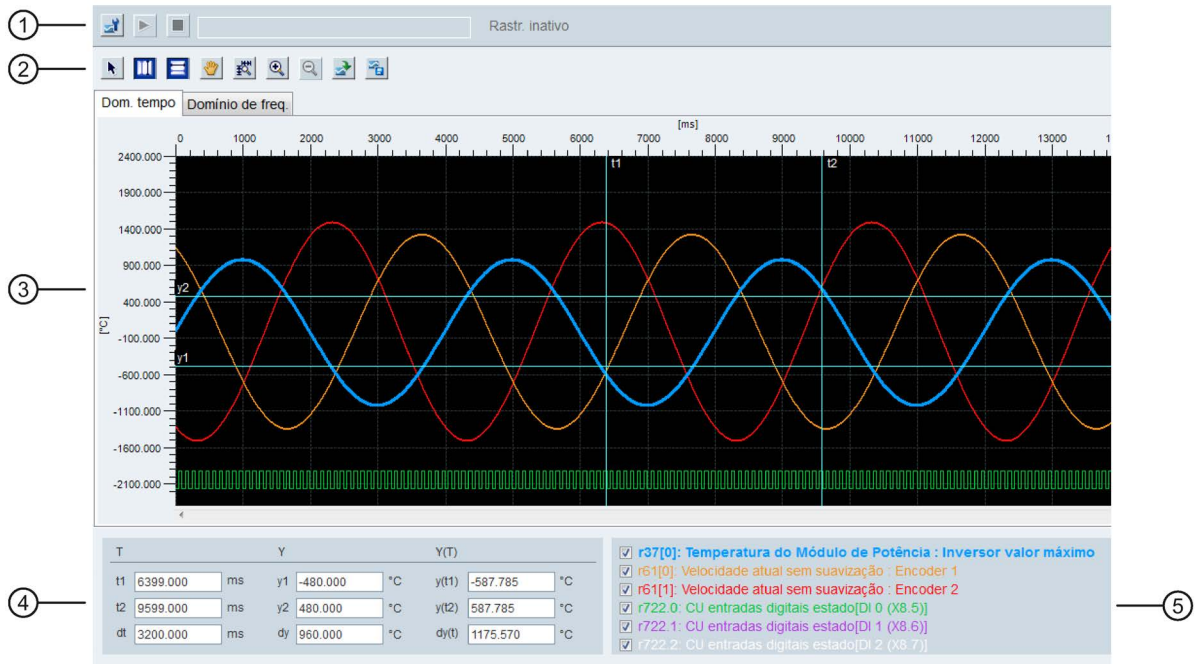 1
Rastr. inativo
2
Dom. tempo Domínio de freq.
[ms]
0 1000 2000 3000 4000 5000 6000 7000 8000 9000 10000 11000 12000 13000 1
t1 t2
2400.000
1900.000
1400.000
900.000
3
y2
400.000
[°C]
-100.000
y1
-600.000
-1100.000
-1600.000
-2100.000
T Y Y(T)
t1 6399.000 ms y1 -480.000 °C y(t1) -587.785 °C
4
t2 9599.000 ms y2 480.000 °C y(t2) 587.785 °C
dt 3200.000 ms dy 960.000 °C dy(t) 1175.570 °C
r37[0]: Temperatura do Módulo de Potência : Inversor valor máximo
r61[0]: Velocidade atual sem suavização : Encoder 1
r61[1]: Velocidade atual sem suavização : Encoder 2
r722.0: CU entradas digitais estado[DI 0 (X8.5)]
5
r722.1: CU entradas digitais estado[DI 1 (X8.6)]
r722.2: CU entradas digitais estado[DI 2 (X8.7)]